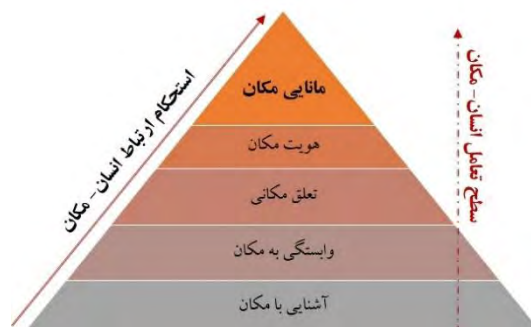 مانایی مکان
هویت مکان
تعلق مکانی
وابستگی به مکان
آشنایی با مکان
استحکام ارتباط انسان- مکان
سطح تعامل انسان- مکان